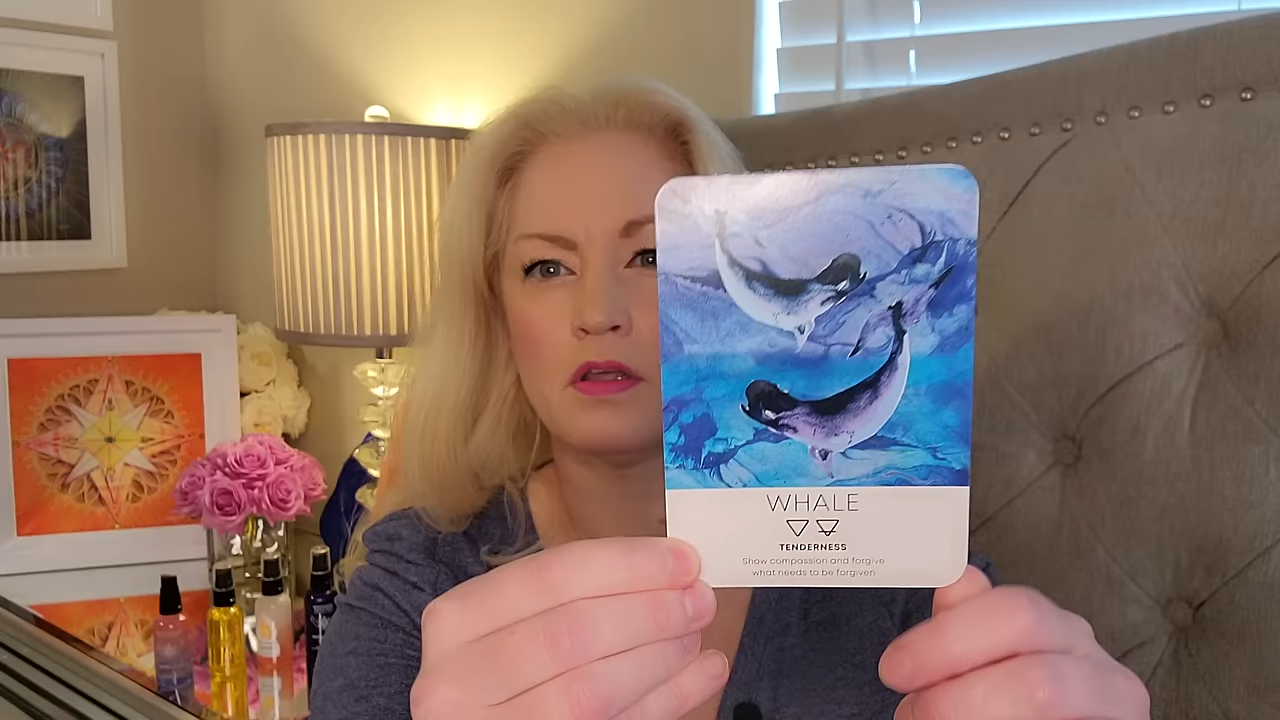 WHALE
TENDERNESS
Show compassion and forgive
what needs to be forgiven